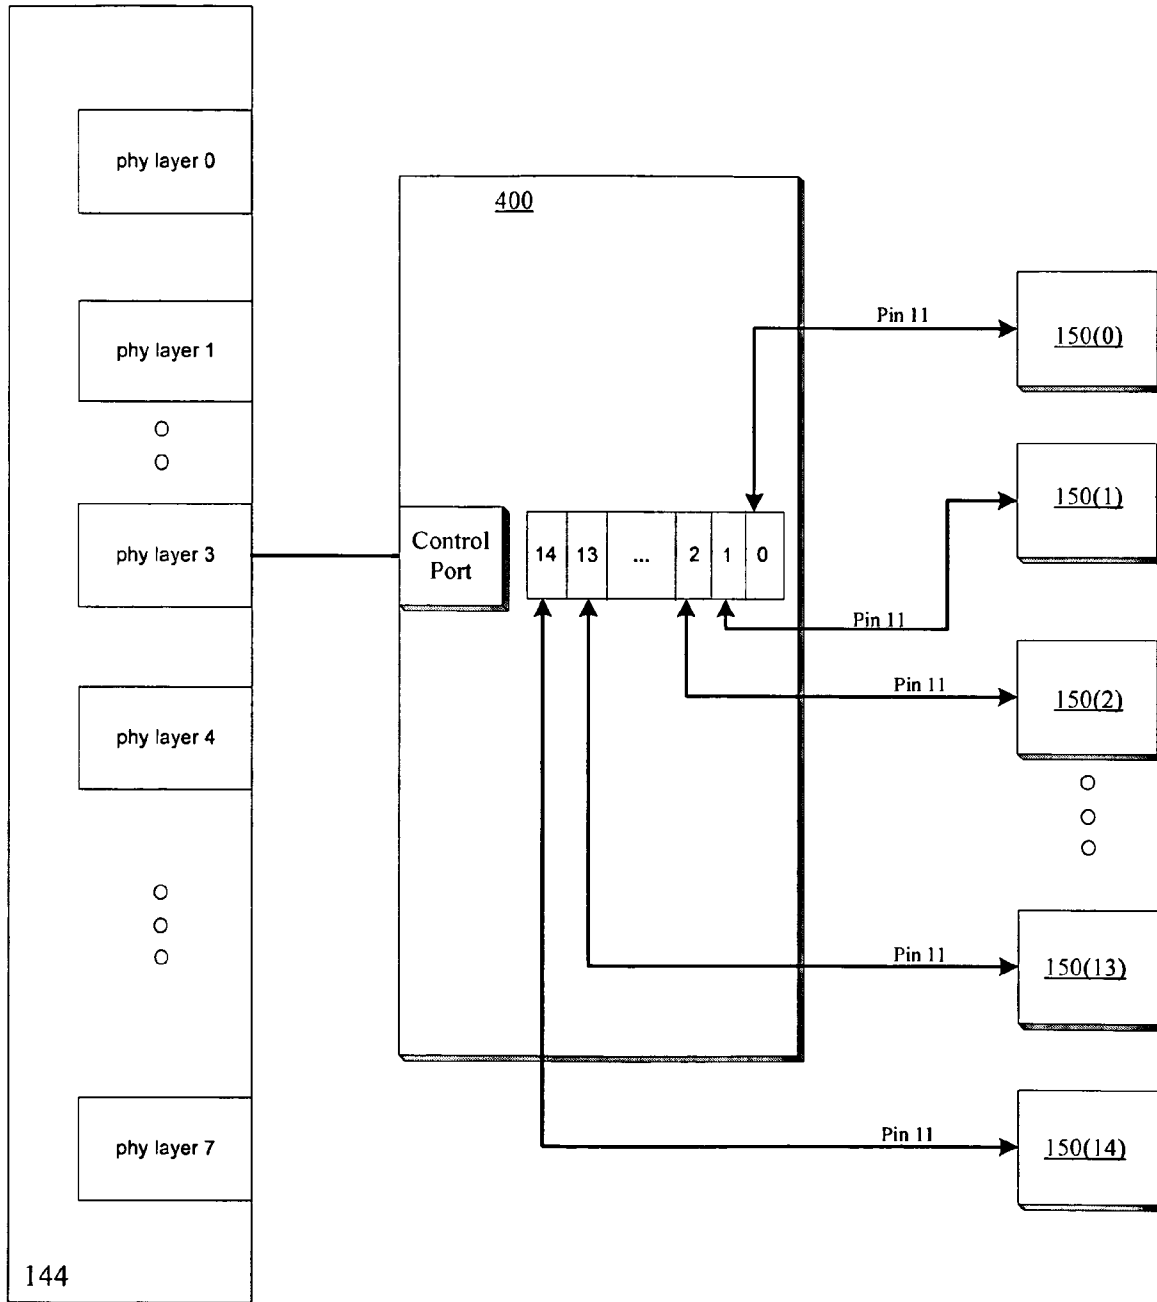 phy layer 0
phy layer 1
phy layer 3
phy layer 4
phy layer 7
144
400
Control
Port
14 13 ... 2 1 0
Pin 11
Pin 11
Pin 11
Pin 11
Pin 11
150(0)
150(1)
150(2)
150(13)
150(14)